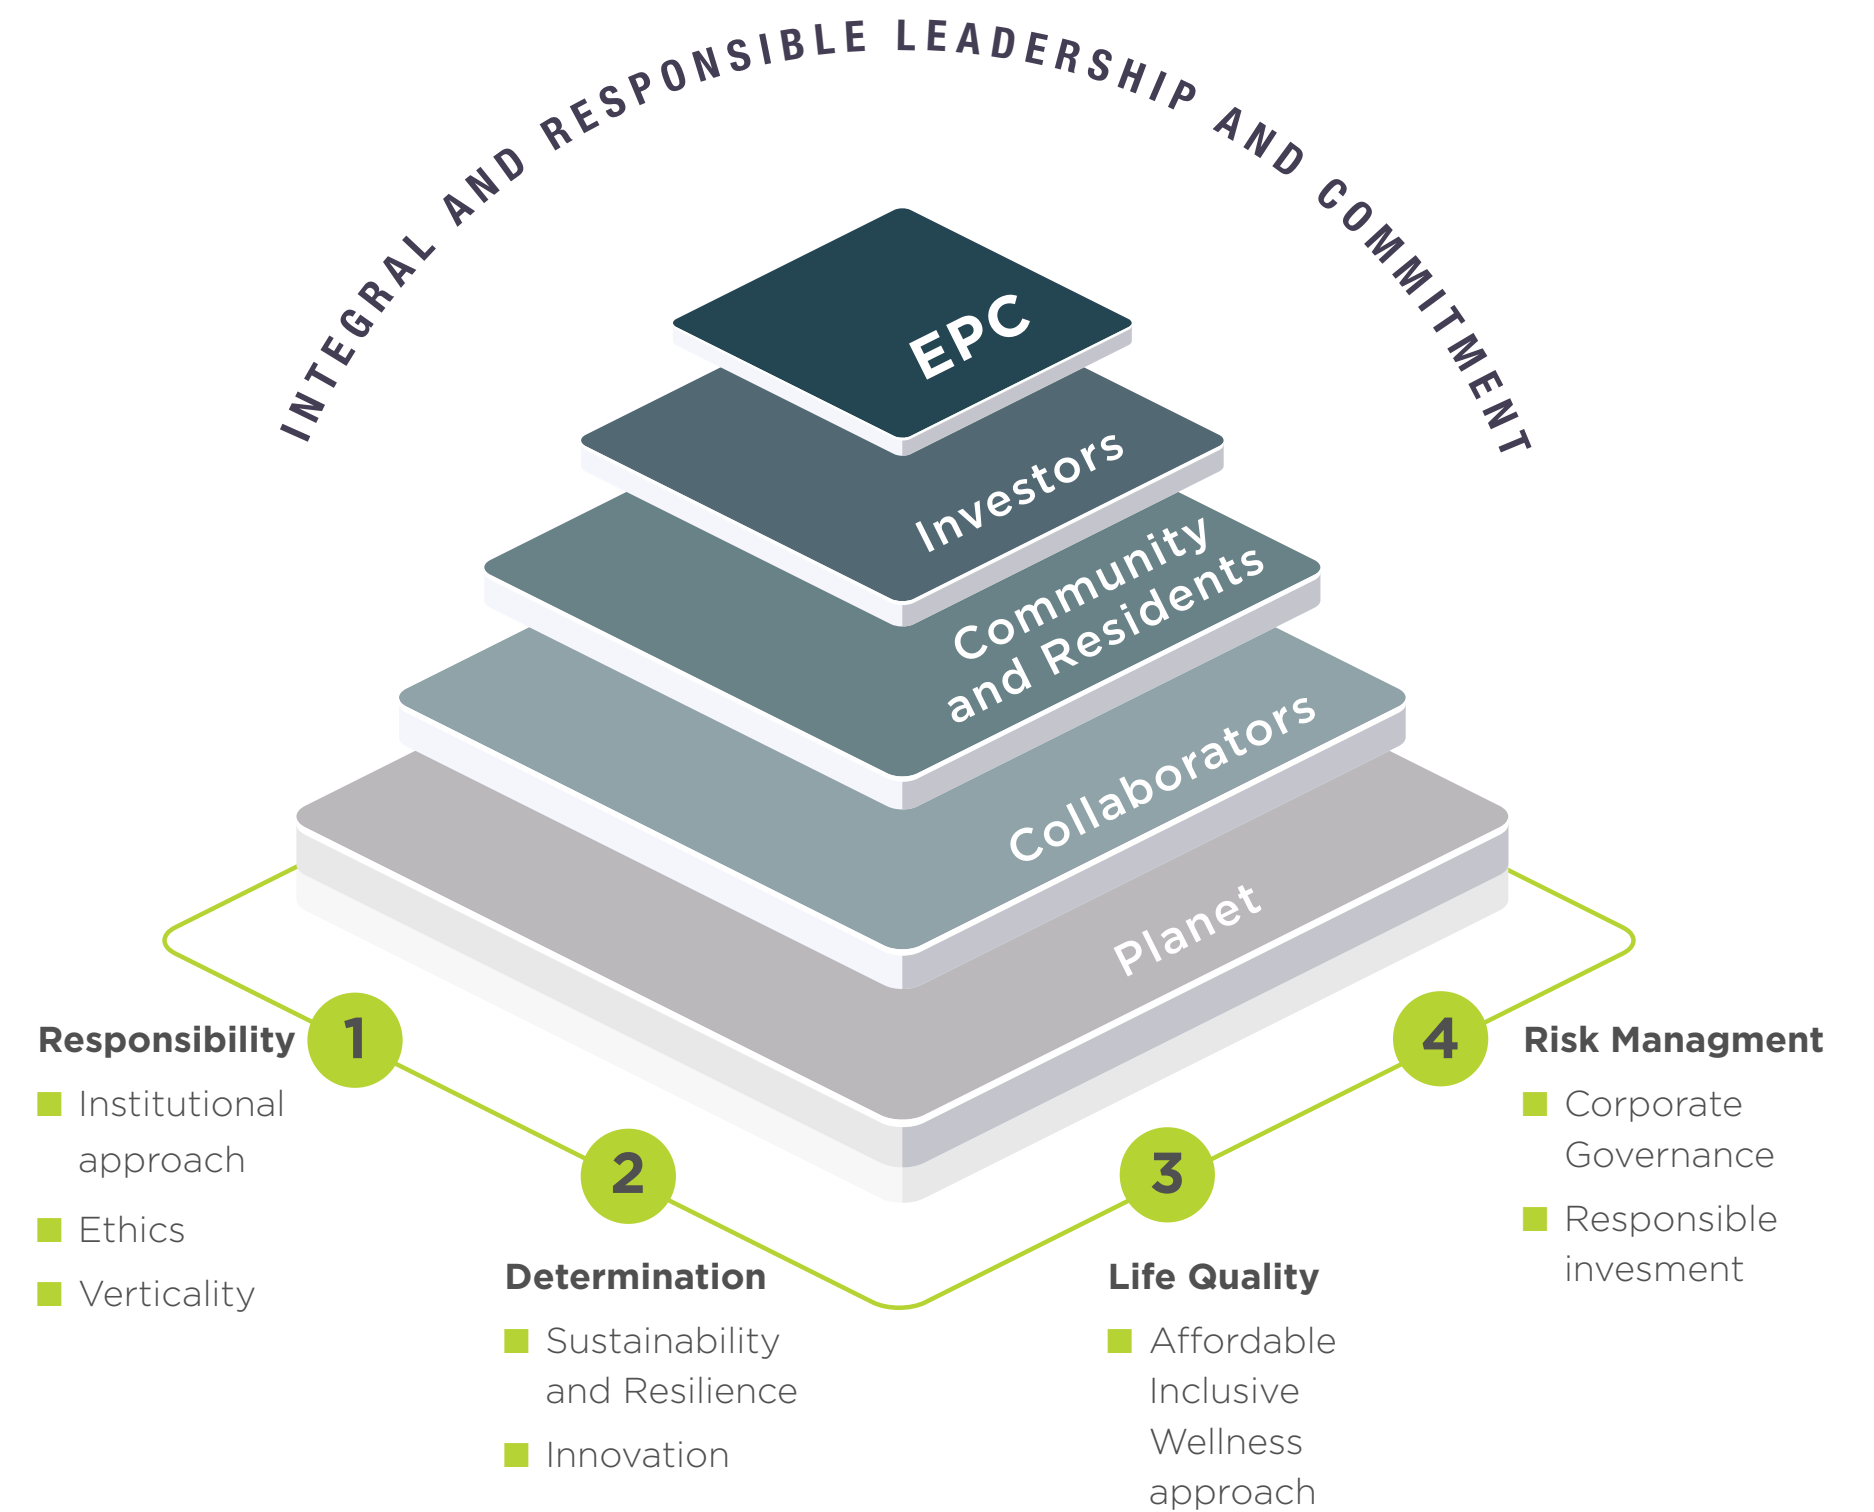 INTEGRAL AND RESPONSIBLE LEADERSHIP AND COMMITMENT
EPC
Investors
Community
and Residents
Collaborators
Planet
1
Responsibility
Institutional
approach
Ethics
Verticality
2
Determination
Sustainability
and Resilience
Innovation
3
Life Quality
Affordable
Inclusive
Wellness
approach
4
Risk Managment
Corporate
Governance
Responsible
invesment